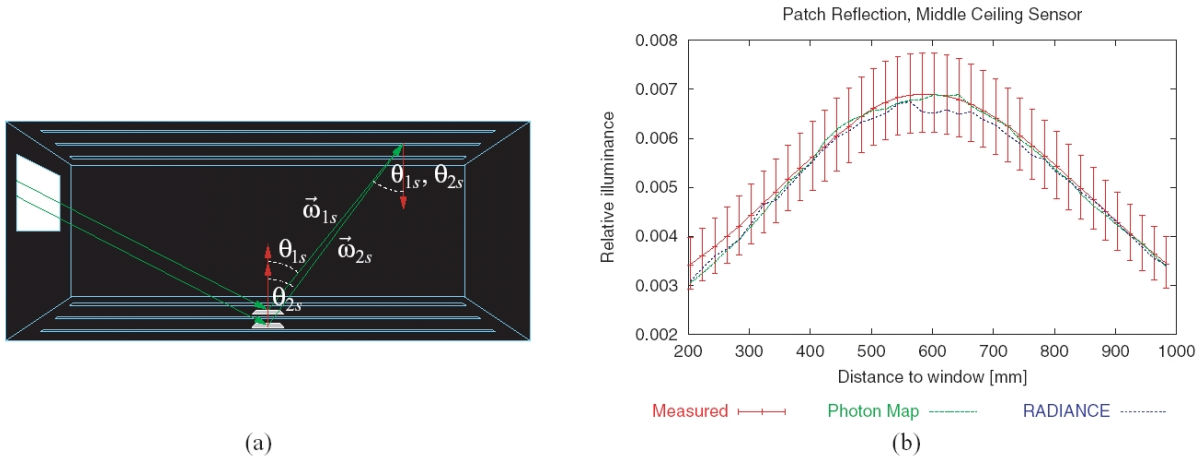 θ1s, θ2s
ω⃗1s
θ1s
ω⃗2s
θ2s
(a)
Patch Reflection, Middle Ceiling Sensor
0.008
0.007
0.006
0.005
0.004
0.003
0.002
Relative illuminance
200 300 400 500 600 700 800 900 1000
Distance to window [mm]
Measured Photon Map RADIANCE
(b)